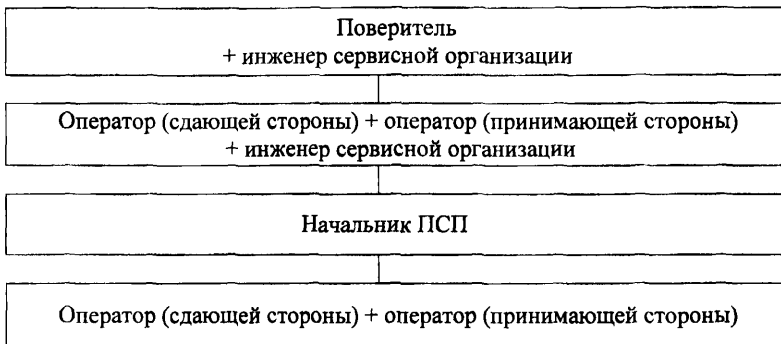 Поверитель
+ инженер сервисной организации
Оператор (сдающей стороны) + оператор (принимающей стороны)
+ инженер сервисной организации
Начальник ПСП
Оператор (сдающей стороны) + оператор (принимающей стороны)